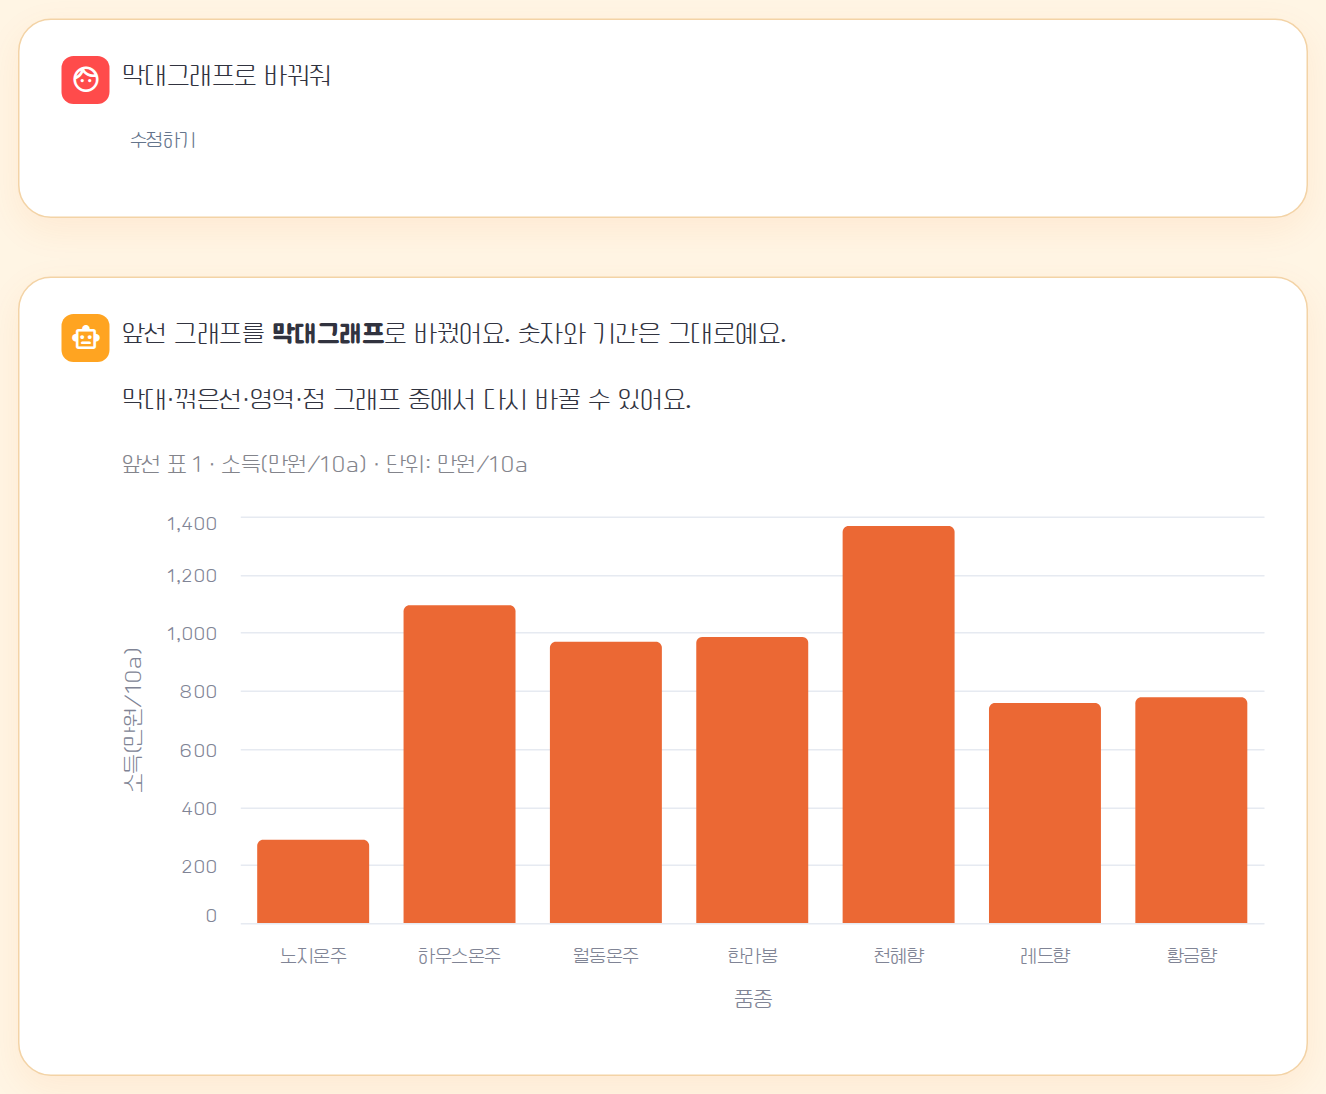 막대그래프로 바꿔줘
수정하기
앞선 그래프를 막대그래프로 바꿨어요. 숫자와 기간은 그대로예요.
막대·꺾은선·영역·점 그래프 중에서 다시 바꿀 수 있어요.
앞선 표 1 · 소득(만원/10a) · 단위: 만원/10a
소득(만원/10a)
1,400
1,200
1,000
800
600
400
200
0
노지온주 하우스온주 월동온주 한라봉 천혜향 레드향 황금향
품종